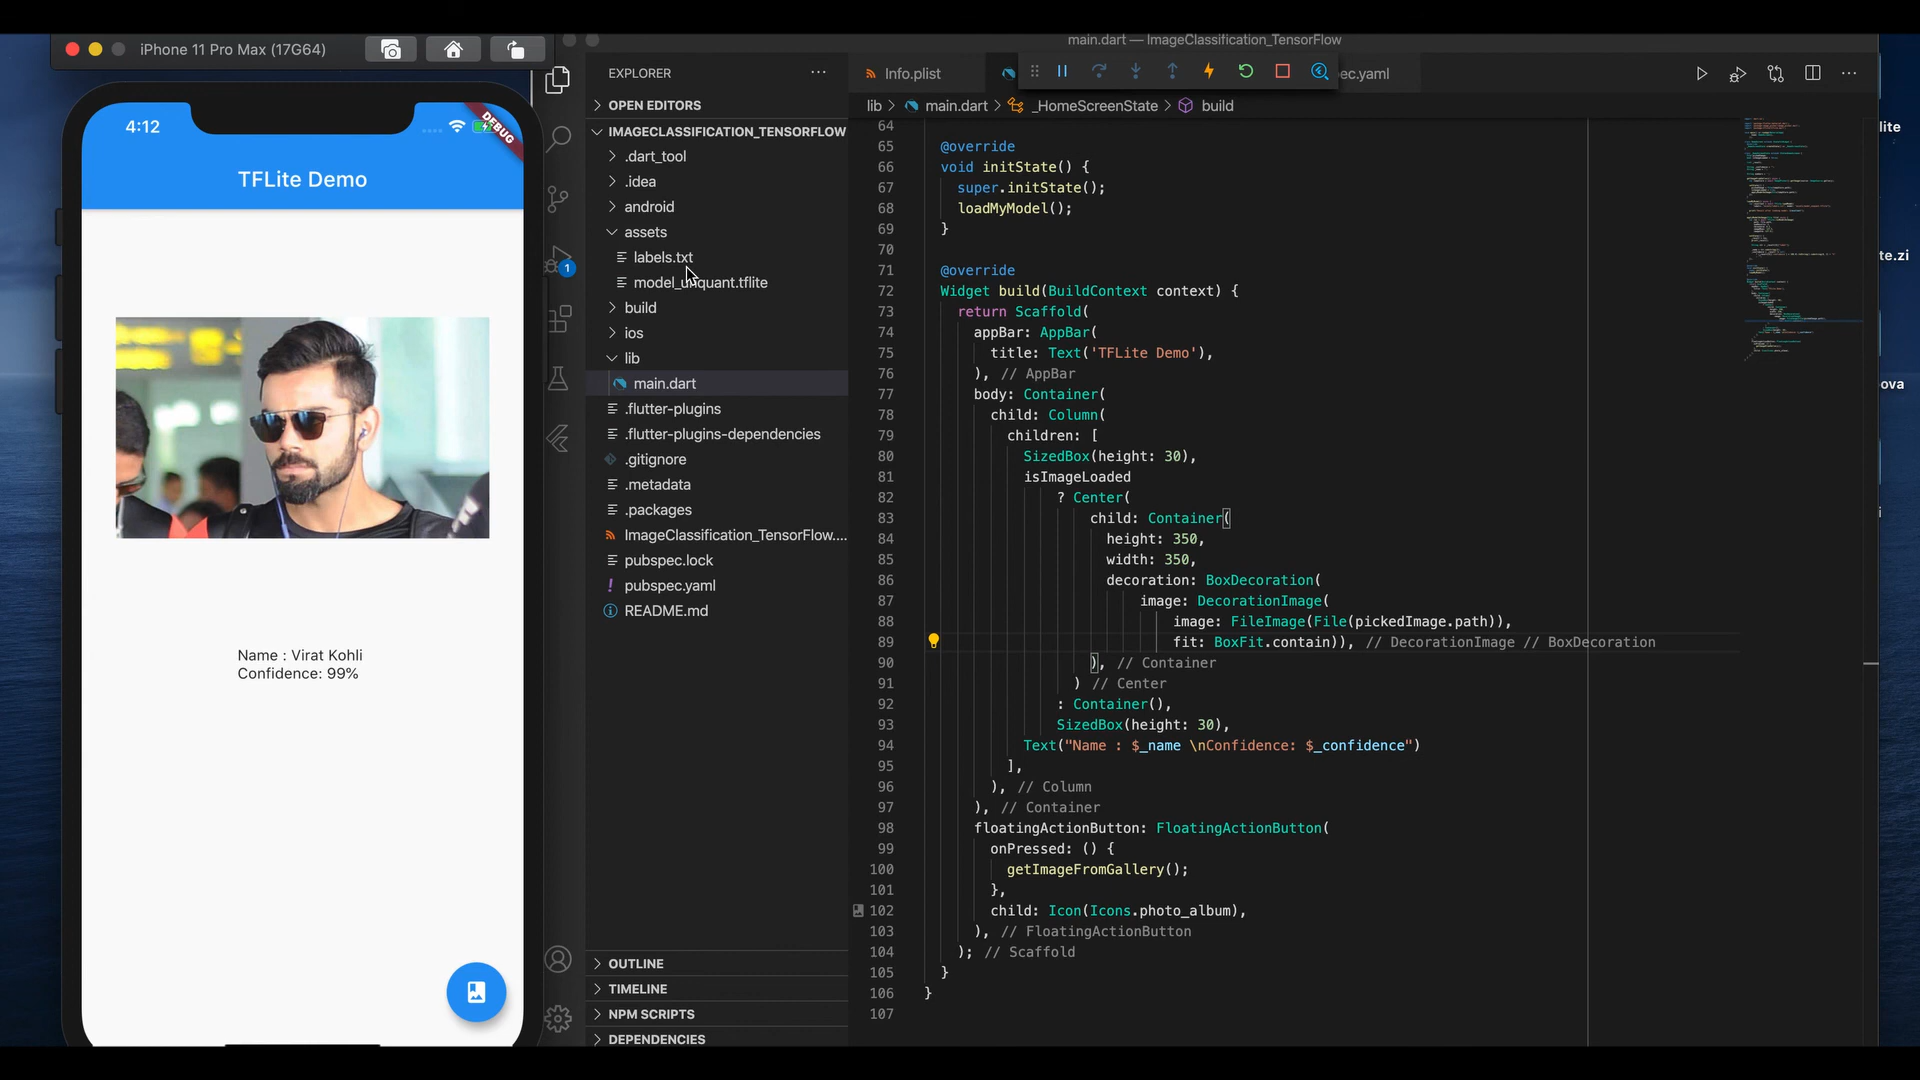 iPhone 11 Pro Max (17G64)
4:12
DEBUG
TFLite Demo
Name : Virat Kohli
Confidence: 99%
main.dart — ImageClassification_TensorFlow
1
EXPLORER
OPEN EDITORS
IMAGECLASSIFICATION_TENSORFLOW
.dart_tool
.idea
android
assets
labels.txt
model_unquant.tflite
build
ios
lib
main.dart
.flutter-plugins
.flutter-plugins-dependencies
.gitignore
.metadata
.packages
ImageClassification_TensorFlow....
pubspec.lock
pubspec.yaml
README.md
OUTLINE
TIMELINE
NPM SCRIPTS
DEPENDENCIES
Info.plist
ec.yaml
lib > main.dart > _HomeScreenState > build
64
65 @override
66 void initState() {
67 super.initState();
68 loadMyModel();
69 }
70
71 @override
72 Widget build(BuildContext context) {
73 return Scaffold(
74 appBar: AppBar(
75 title: Text('TFLite Demo'),
76 ), // AppBar
77 body: Container(
78 child: Column(
79 children: [
80 SizedBox(height: 30),
81 isImageLoaded
82 ? Center(
83 child: Container(
84 height: 350,
85 width: 350,
86 decoration: BoxDecoration(
87 image: DecorationImage(
88 image: FileImage(File(pickedImage.path)),
89 fit: BoxFit.contain)), // DecorationImage // BoxDecoration
90 ), // Container
91 ) // Center
92 : Container(),
93 SizedBox(height: 30),
94 Text("Name : $_name \nConfidence: $_confidence")
95 ],
96 ), // Column
97 ), // Container
98 floatingActionButton: FloatingActionButton(
99 onPressed: () {
100 getImageFromGallery();
101 },
102 child: Icon(Icons.photo_album),
103 ), // FloatingActionButton
104 ); // Scaffold
105 }
106 }
107
lite
te.zi
ova
i